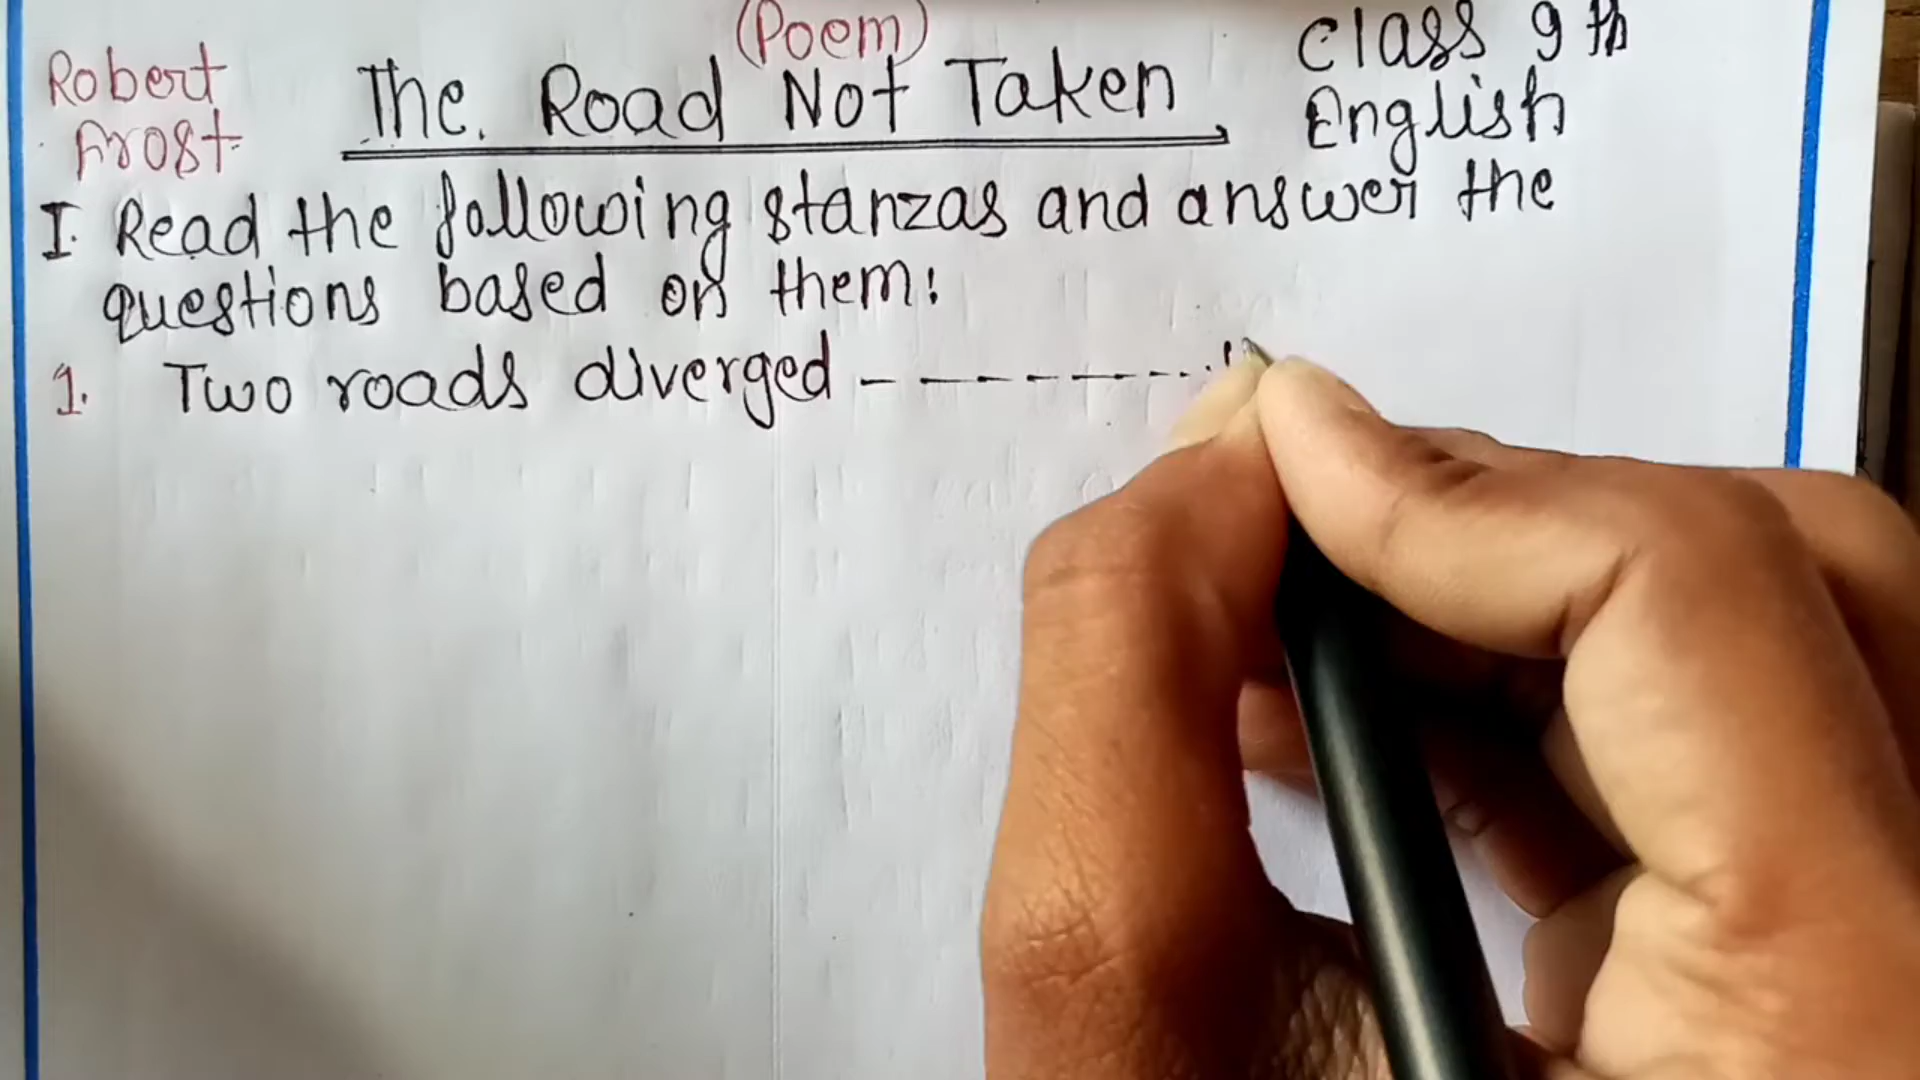 (Poem)
Robert
Frost
The Road Not Taken
Class 9th
English
I. Read the following stanzas and answer the
questions based on them:
1. Two roads diverged - - - - - - - - -